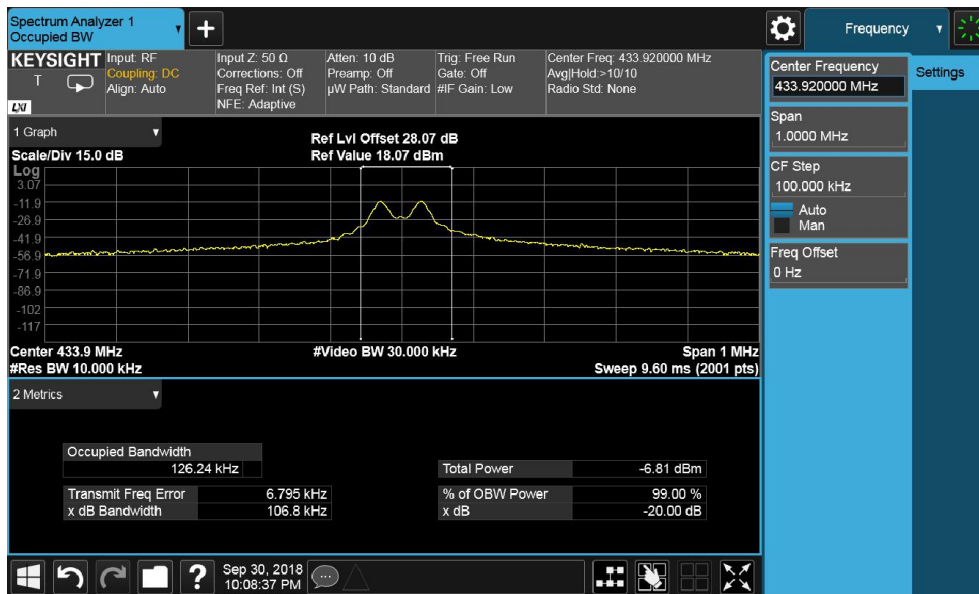 Spectrum Analyzer 1
Occupied BW
+
Frequency
KEYSIGHT
T
LXI
Input: RF
Coupling: DC
Align: Auto
Input Z: 50 Ω
Corrections: Off
Freq Ref: Int (S)
NFE: Adaptive
Atten: 10 dB
Preamp: Off
µW Path: Standard
Trig: Free Run
Gate: Off
#IF Gain: Low
Center Freq: 433.920000 MHz
Avg|Hold:>10/10
Radio Std: None
Center Frequency
433.920000 MHz
Settings
Span
1.0000 MHz
CF Step
100.000 kHz
Auto
Man
Freq Offset
0 Hz
1 Graph
Scale/Div 15.0 dB
Ref Lvl Offset 28.07 dB
Ref Value 18.07 dBm
Log
3.07
-11.9
-26.9
-41.9
-56.9
-71.9
-86.9
-102
-117
Center 433.9 MHz
#Video BW 30.000 kHz
Span 1 MHz
#Res BW 10.000 kHz
Sweep 9.60 ms (2001 pts)
2 Metrics
Occupied Bandwidth
126.24 kHz
Total Power -6.81 dBm
Transmit Freq Error 6.795 kHz
% of OBW Power 99.00 %
x dB Bandwidth 106.8 kHz
x dB -20.00 dB
?
Sep 30, 2018
10:08:37 PM